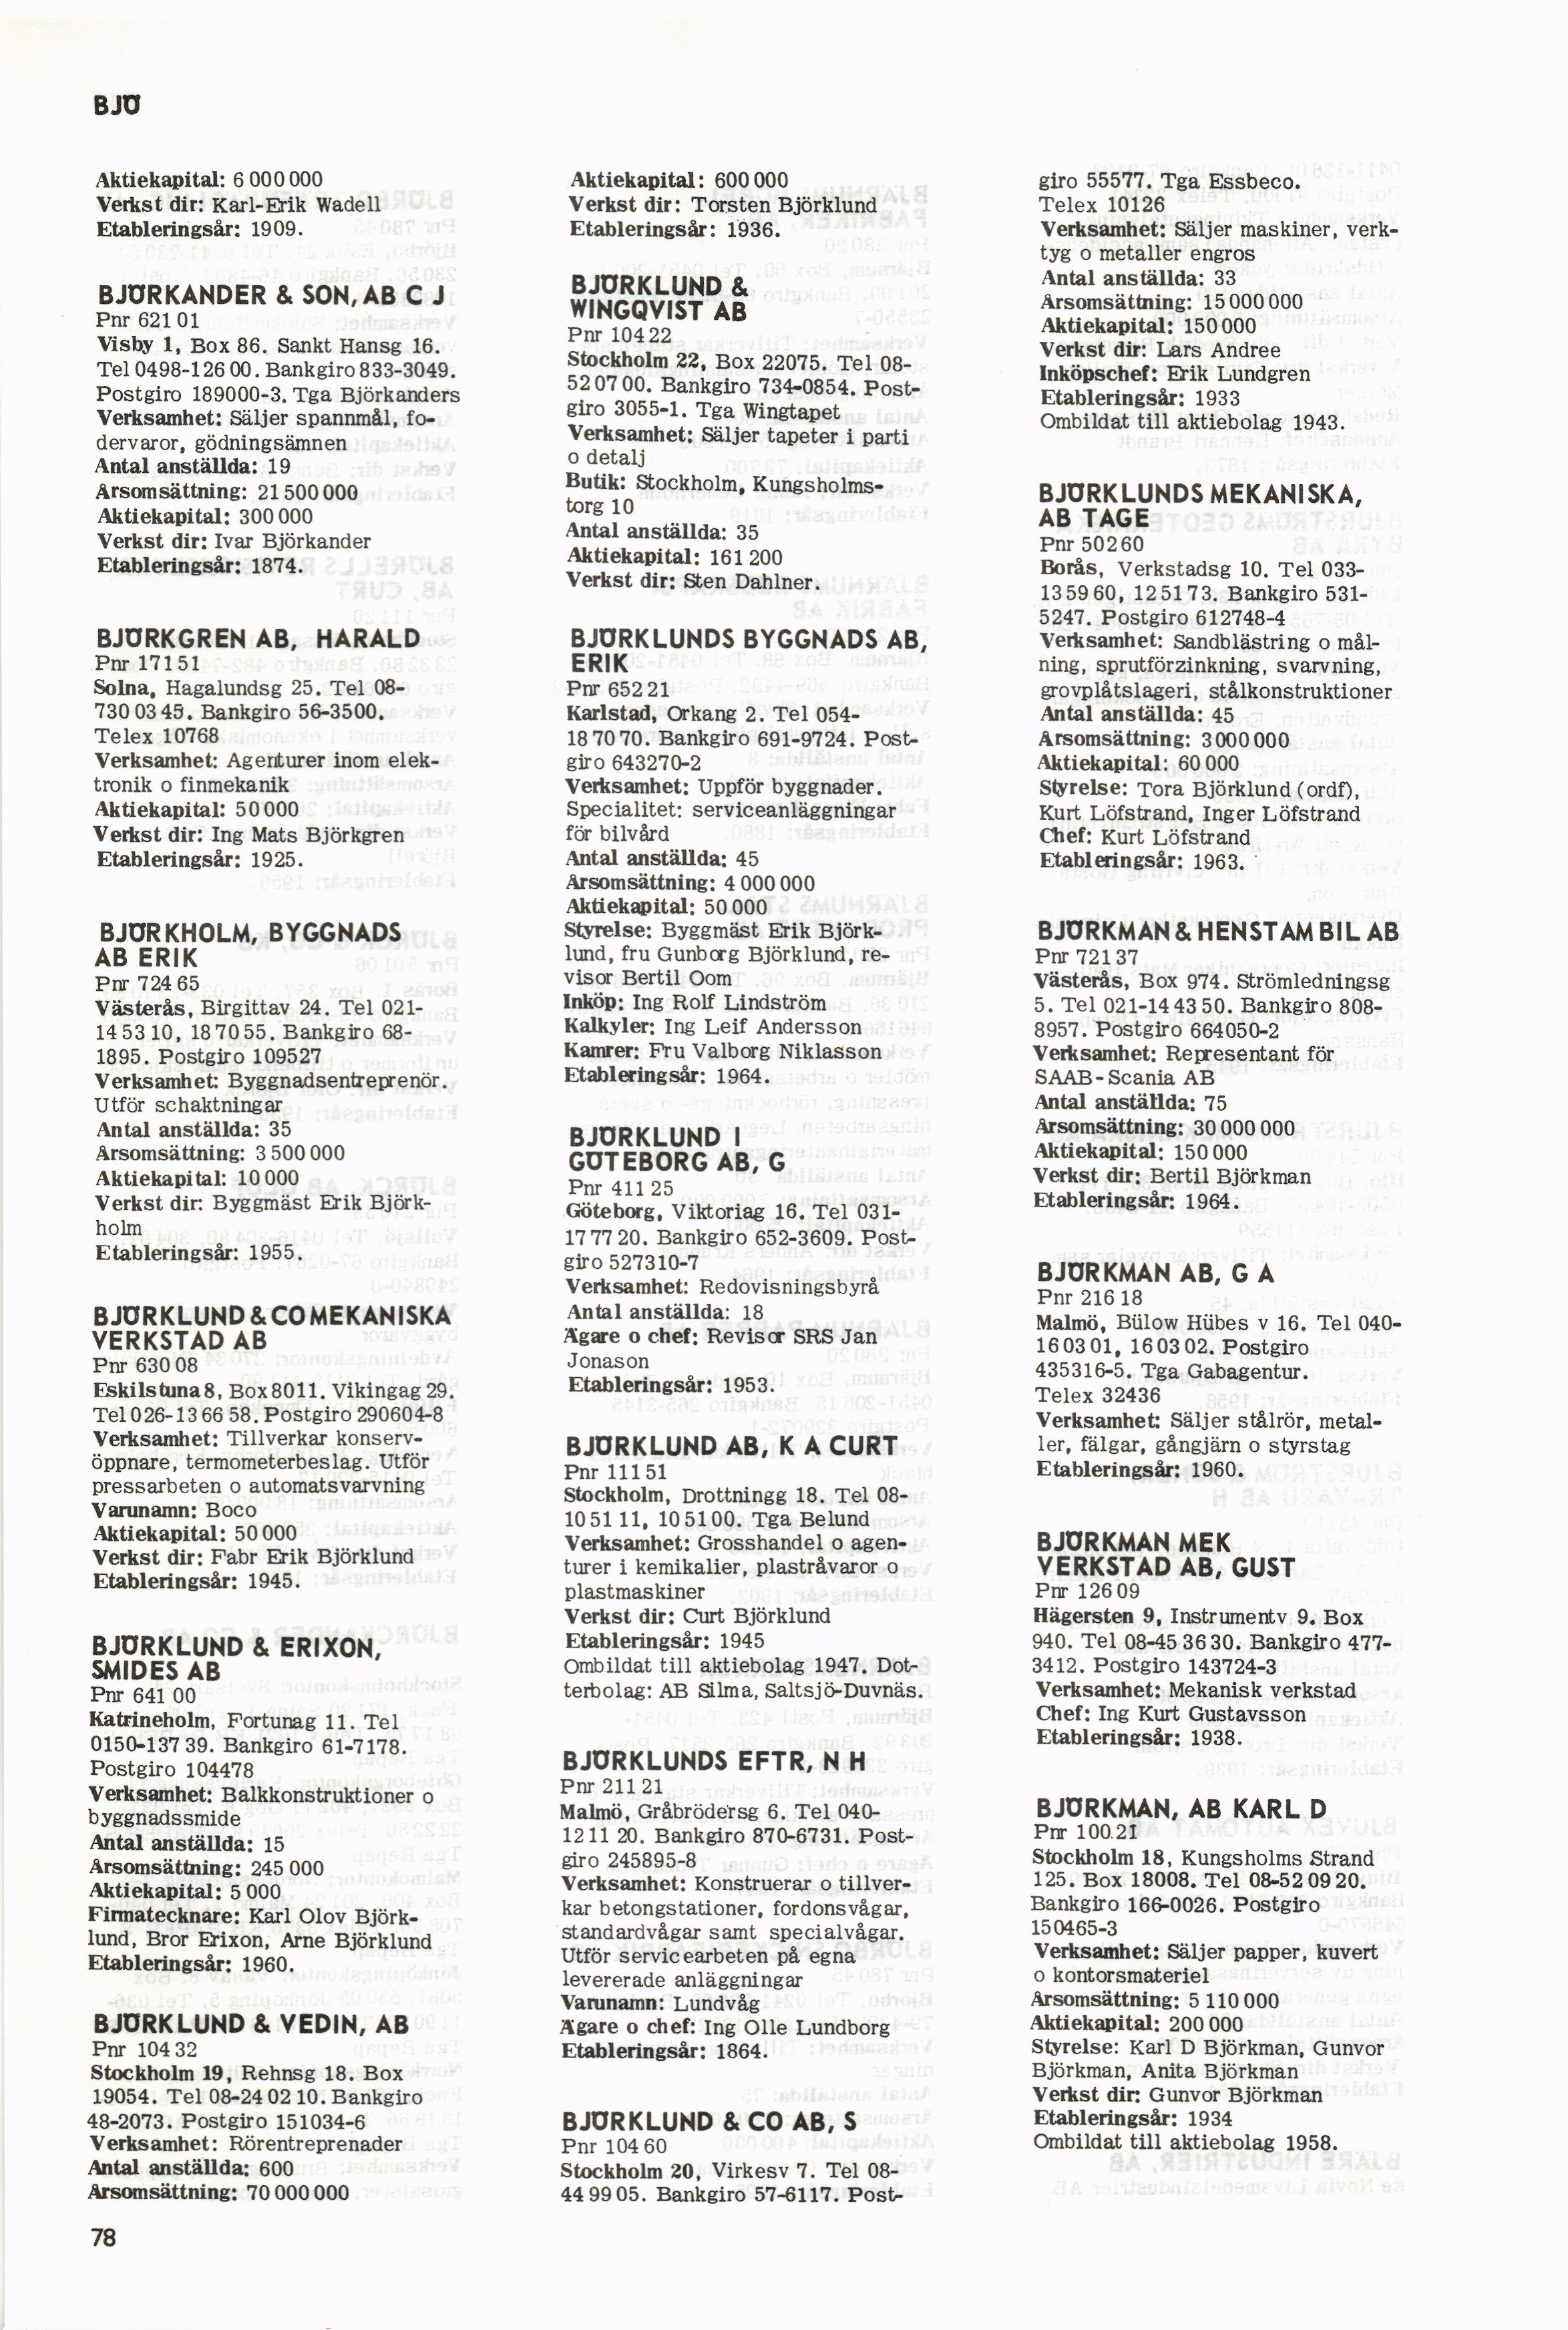 BJÖ
Aktiekapital: 6 000 000
Verkst dir: Karl-Erik Wadell
Etableringsår: 1909.
BJÖRKANDER & SON, AB C J
Pnr 621 01
Visby 1, Box 86. Sankt Hansg 16.
Tel 0498-126 00. Bankgiro 833-3049.
Postgiro 189000-3. Tga Björkanders
Verksamhet: Säljer spannmål, fo-
dervaror, gödningsämnen
Antal anställda: 19
Årsomsättning: 21 500 000
Aktiekapital: 300 000
Verkst dir: Ivar Björkander
Etableringsår: 1874.
BJÖRKGREN AB, HARALD
Pnr 171 51
Solna, Hagalundsg 25. Tel 08-
730 03 45. Bankgiro 56-3500.
Telex 10768
Verksamhet: Agenturer inom elek-
tronik o finmekanik
Aktiekapital: 50 000
Verkst dir: Ing Mats Björkgren
Etableringsår: 1925.
BJÖRKHOLM, BYGGNADS
AB ERIK
Pnr 724 65
Västerås, Birgittav 24. Tel 021-
14 53 10, 18 70 55. Bankgiro 68-
1895. Postgiro 109527
Verksamhet: Byggnadsentreprenör.
Utför schaktningar
Antal anställda: 35
Årsomsättning: 3 500 000
Aktiekapital: 10 000
Verkst dir: Byggmäst Erik Björk-
holm
Etableringsår: 1955.
BJÖRKLUND & CO MEKANISKA
VERKSTAD AB
Pnr 630 08
Eskilstuna 8, Box 8011. Vikingag 29.
Tel 026-13 66 58. Postgiro 290604-8
Verksamhet: Tillverkar konserv-
öppnare, termometerbeslag. Utför
pressarbeten o automatsvarvning
Varunamn: Boco
Aktiekapital: 50 000
Verkst dir: Fabr Erik Björklund
Etableringsår: 1945.
BJÖRKLUND & ERIXON,
SMIDES AB
Pnr 641 00
Katrineholm, Fortunag 11. Tel
0150-137 39. Bankgiro 61-7178.
Postgiro 104478
Verksamhet: Balkkonstruktioner o
byggnadssmide
Antal anställda: 15
Årsomsättning: 245 000
Aktiekapital: 5 000
Firmatecknare: Karl Olov Björk-
lund, Bror Erixon, Arne Björklund
Etableringsår: 1960.
BJÖRKLUND & VEDIN, AB
Pnr 104 32
Stockholm 19, Rehnsg 18. Box
19054. Tel 08-24 02 10. Bankgiro
48-2073. Postgiro 151034-6
Verksamhet: Rörentreprenader
Antal anställda: 600
Årsomsättning: 70 000 000
Aktiekapital: 600 000
Verkst dir: Torsten Björklund
Etableringsår: 1936.
BJÖRKLUND &
WINGQVIST AB
Pnr 104 22
Stockholm 22, Box 22075. Tel 08-
52 07 00. Bankgiro 734-0854. Post-
giro 3055-1. Tga Wingtapet
Verksamhet: Säljer tapeter i parti
o detalj
Butik: Stockholm, Kungsholms-
torg 10
Antal anställda: 35
Aktiekapital: 161 200
Verkst dir: Sten Dahlner.
BJÖRKLUNDS BYGGNADS AB,
ERIK
Pnr 652 21
Karlstad, Orkang 2. Tel 054-
18 70 70. Bankgiro 691-9724. Post-
giro 643270-2
Verksamhet: Uppför byggnader.
Specialitet: serviceanläggningar
för bilvård
Antal anställda: 45
Årsomsättning: 4 000 000
Aktiekapital: 50 000
Styrelse: Byggmäst Erik Björk-
lund, fru Gunborg Björklund, re-
visor Bertil Oom
Inköp: Ing Rolf Lindström
Kalkyler: Ing Leif Andersson
Kamrer: Fru Valborg Niklasson
Etableringsår: 1964.
BJÖRKLUND I
GÖTEBORG AB, G
Pnr 411 25
Göteborg, Viktoriag 16. Tel 031-
17 77 20. Bankgiro 652-3609. Post-
giro 527310-7
Verksamhet: Redovisningsbyrå
Antal anställda: 18
Ägare o chef: Revisor SRS Jan
Jonason
Etableringsår: 1953.
BJÖRKLUND AB, K A CURT
Pnr 111 51
Stockholm, Drottningg 18. Tel 08-
10 51 11, 10 51 00. Tga Belund
Verksamhet: Grosshandel o agen-
turer i kemikalier, plastråvaror o
plastmaskiner
Verkst dir: Curt Björklund
Etableringsår: 1945
Ombildat till aktiebolag 1947. Dot-
terbolag: AB Silma, Saltsjö-Duvnäs.
BJÖRKLUNDS EFTR, N H
Pnr 211 21
Malmö, Gråbrödersg 6. Tel 040-
12 11 20. Bankgiro 870-6731. Post-
giro 245895-8
Verksamhet: Konstruerar o tillver-
kar betongstationer, fordonsvågar,
standardvågar samt specialvågar.
Utför servicearbeten på egna
levererade anläggningar
Varunamn: Lundvåg
Ägare o chef: Ing Olle Lundborg
Etableringsår: 1864.
BJÖRKLUND & CO AB, S
Pnr 104 60
Stockholm 20, Virkesv 7. Tel 08-
44 99 05. Bankgiro 57-6117. Post-
giro 55577. Tga Essbeco.
Telex 10126
Verksamhet: Säljer maskiner, verk-
tyg o metaller engros
Antal anställda: 33
Årsomsättning: 15 000 000
Aktiekapital: 150 000
Verkst dir: Lars Andree
Inköpschef: Erik Lundgren
Etableringsår: 1933
Ombildat till aktiebolag 1943.
BJÖRKLUNDS MEKANISKA,
AB TAGE
Pnr 502 60
Borås, Verkstadsg 10. Tel 033-
13 59 60, 12 51 73. Bankgiro 531-
5247. Postgiro 612748-4
Verksamhet: Sandblästring o mål-
ning, sprutförzinkning, svarvning,
grovplåtslageri, stålkonstruktioner
Antal anställda: 45
Årsomsättning: 3 000 000
Aktiekapital: 60 000
Styrelse: Tora Björklund (ordf),
Kurt Löfstrand, Inger Löfstrand
Chef: Kurt Löfstrand
Etableringsår: 1963.
BJÖRKMAN & HENSTAM BIL AB
Pnr 721 37
Västerås, Box 974. Strömledningsg
5. Tel 021-14 43 50. Bankgiro 808-
8957. Postgiro 664050-2
Verksamhet: Representant för
SAAB-Scania AB
Antal anställda: 75
Årsomsättning: 30 000 000
Aktiekapital: 150 000
Verkst dir: Bertil Björkman
Etableringsår: 1964.
BJÖRKMAN AB, G A
Pnr 216 18
Malmö, Bülow Hübes v 16. Tel 040-
16 03 01, 16 03 02. Postgiro
435316-5. Tga Gabagentur.
Telex 32436
Verksamhet: Säljer stålrör, metal-
ler, fälgar, gångjärn o styrstag
Etableringsår: 1960.
BJÖRKMAN MEK
VERKSTAD AB, GUST
Pnr 126 09
Hägersten 9, Instrumentv 9. Box
940. Tel 08-45 36 30. Bankgiro 477-
3412. Postgiro 143724-3
Verksamhet: Mekanisk verkstad
Chef: Ing Kurt Gustavsson
Etableringsår: 1938.
BJÖRKMAN, AB KARL D
Pnr 100.21
Stockholm 18, Kungsholms Strand
125. Box 18008. Tel 08-52 09 20.
Bankgiro 166-0026. Postgiro
150465-3
Verksamhet: Säljer papper, kuvert
o kontorsmateriel
Årsomsättning: 5 110 000
Aktiekapital: 200 000
Styrelse: Karl D Björkman, Gunvor
Björkman, Anita Björkman
Verkst dir: Gunvor Björkman
Etableringsår: 1934
Ombildat till aktiebolag 1958.
78